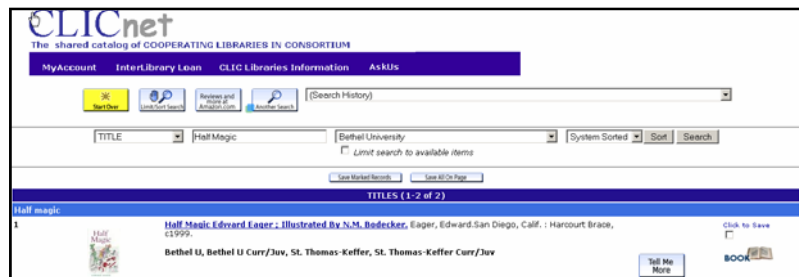 CLICnet
The shared catalog of COOPERATING LIBRARIES IN CONSORTIUM
MyAccount InterLibrary Loan CLIC Libraries Information AskUs
Start Over Limit/Sort Search Reviews and more at Amazon.com Another Search (Search History)
TITLE Half Magic Bethel University System Sorted Sort Search
Limit search to available items
Save Marked Records Save All On Page
TITLES (1-2 of 2)
Half magic
1 Half Magic Half Magic Edward Eager ; Illustrated By N.M. Bodecker, Eager, Edward.San Diego, Calif. : Harcourt Brace, c1999. Click to Save
Bethel U, Bethel U Curr/Juv, St. Thomas-Keffer, St. Thomas-Keffer Curr/Juv Tell Me More BOOK